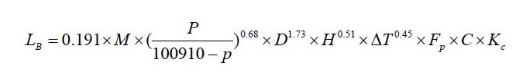 L_B = 0.191 × M × (P / (100910 − p))^0.68 × D^1.73 × H^0.51 × ΔT^0.45 × F_p × C × K_c